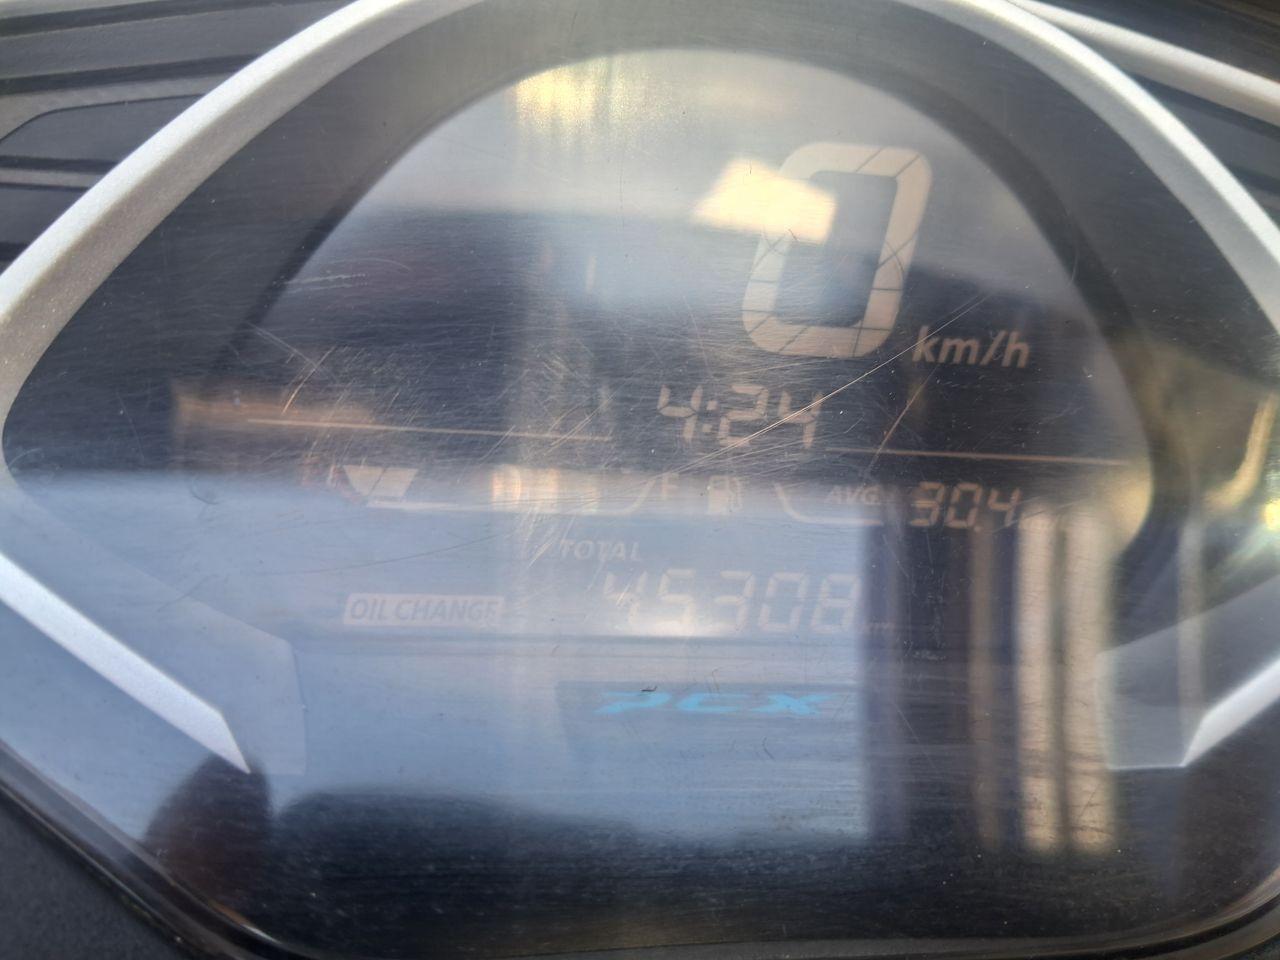 0
km/h
4:24
F AVG. 30.4
TOTAL
45308
OIL CHANGE
PCX